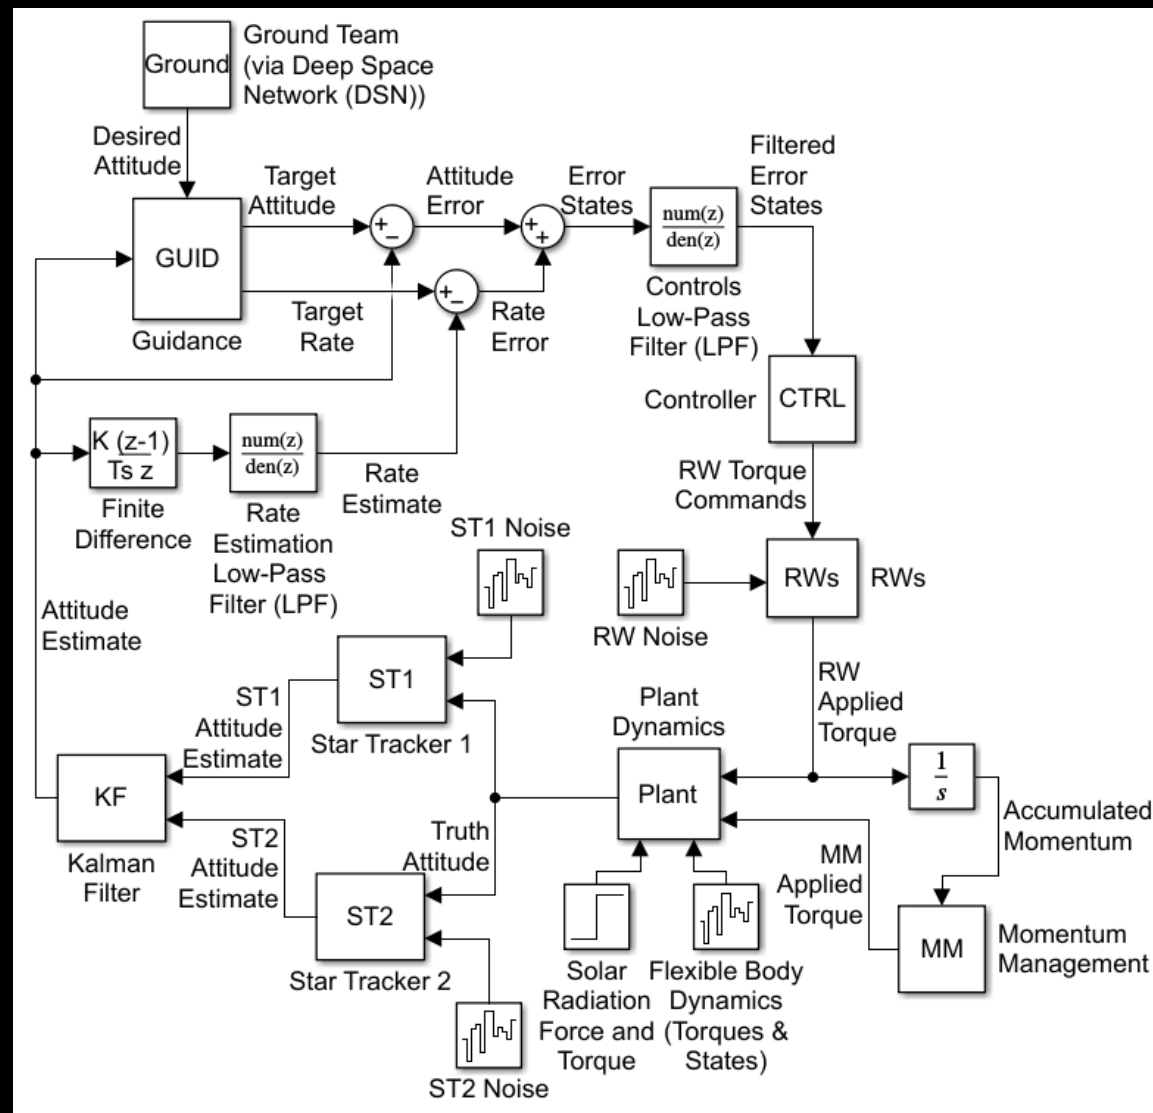 Ground
Ground Team
(via Deep Space
Network (DSN))
Desired
Attitude
Target
Attitude
Attitude
Error
Error
States
Filtered
Error
States
+
−
+
+
num(z)
den(z)
GUID
Guidance
Target
Rate
+
−
Rate
Error
Controls
Low-Pass
Filter (LPF)
Controller
CTRL
K (z-1)
Ts z
Finite
Difference
num(z)
den(z)
Rate
Estimation
Low-Pass
Filter (LPF)
Rate
Estimate
RW Torque
Commands
ST1 Noise
RW Noise
RWs
RWs
Attitude
Estimate
ST1
Star Tracker 1
ST1
Attitude
Estimate
RW
Applied
Torque
Plant
Dynamics
Plant
1
s
Accumulated
Momentum
KF
Kalman
Filter
ST2
Attitude
Estimate
Truth
Attitude
ST2
Star Tracker 2
MM
Applied
Torque
MM
Momentum
Management
Solar
Radiation
Force and
Torque
Flexible Body
Dynamics
(Torques &
States)
ST2 Noise